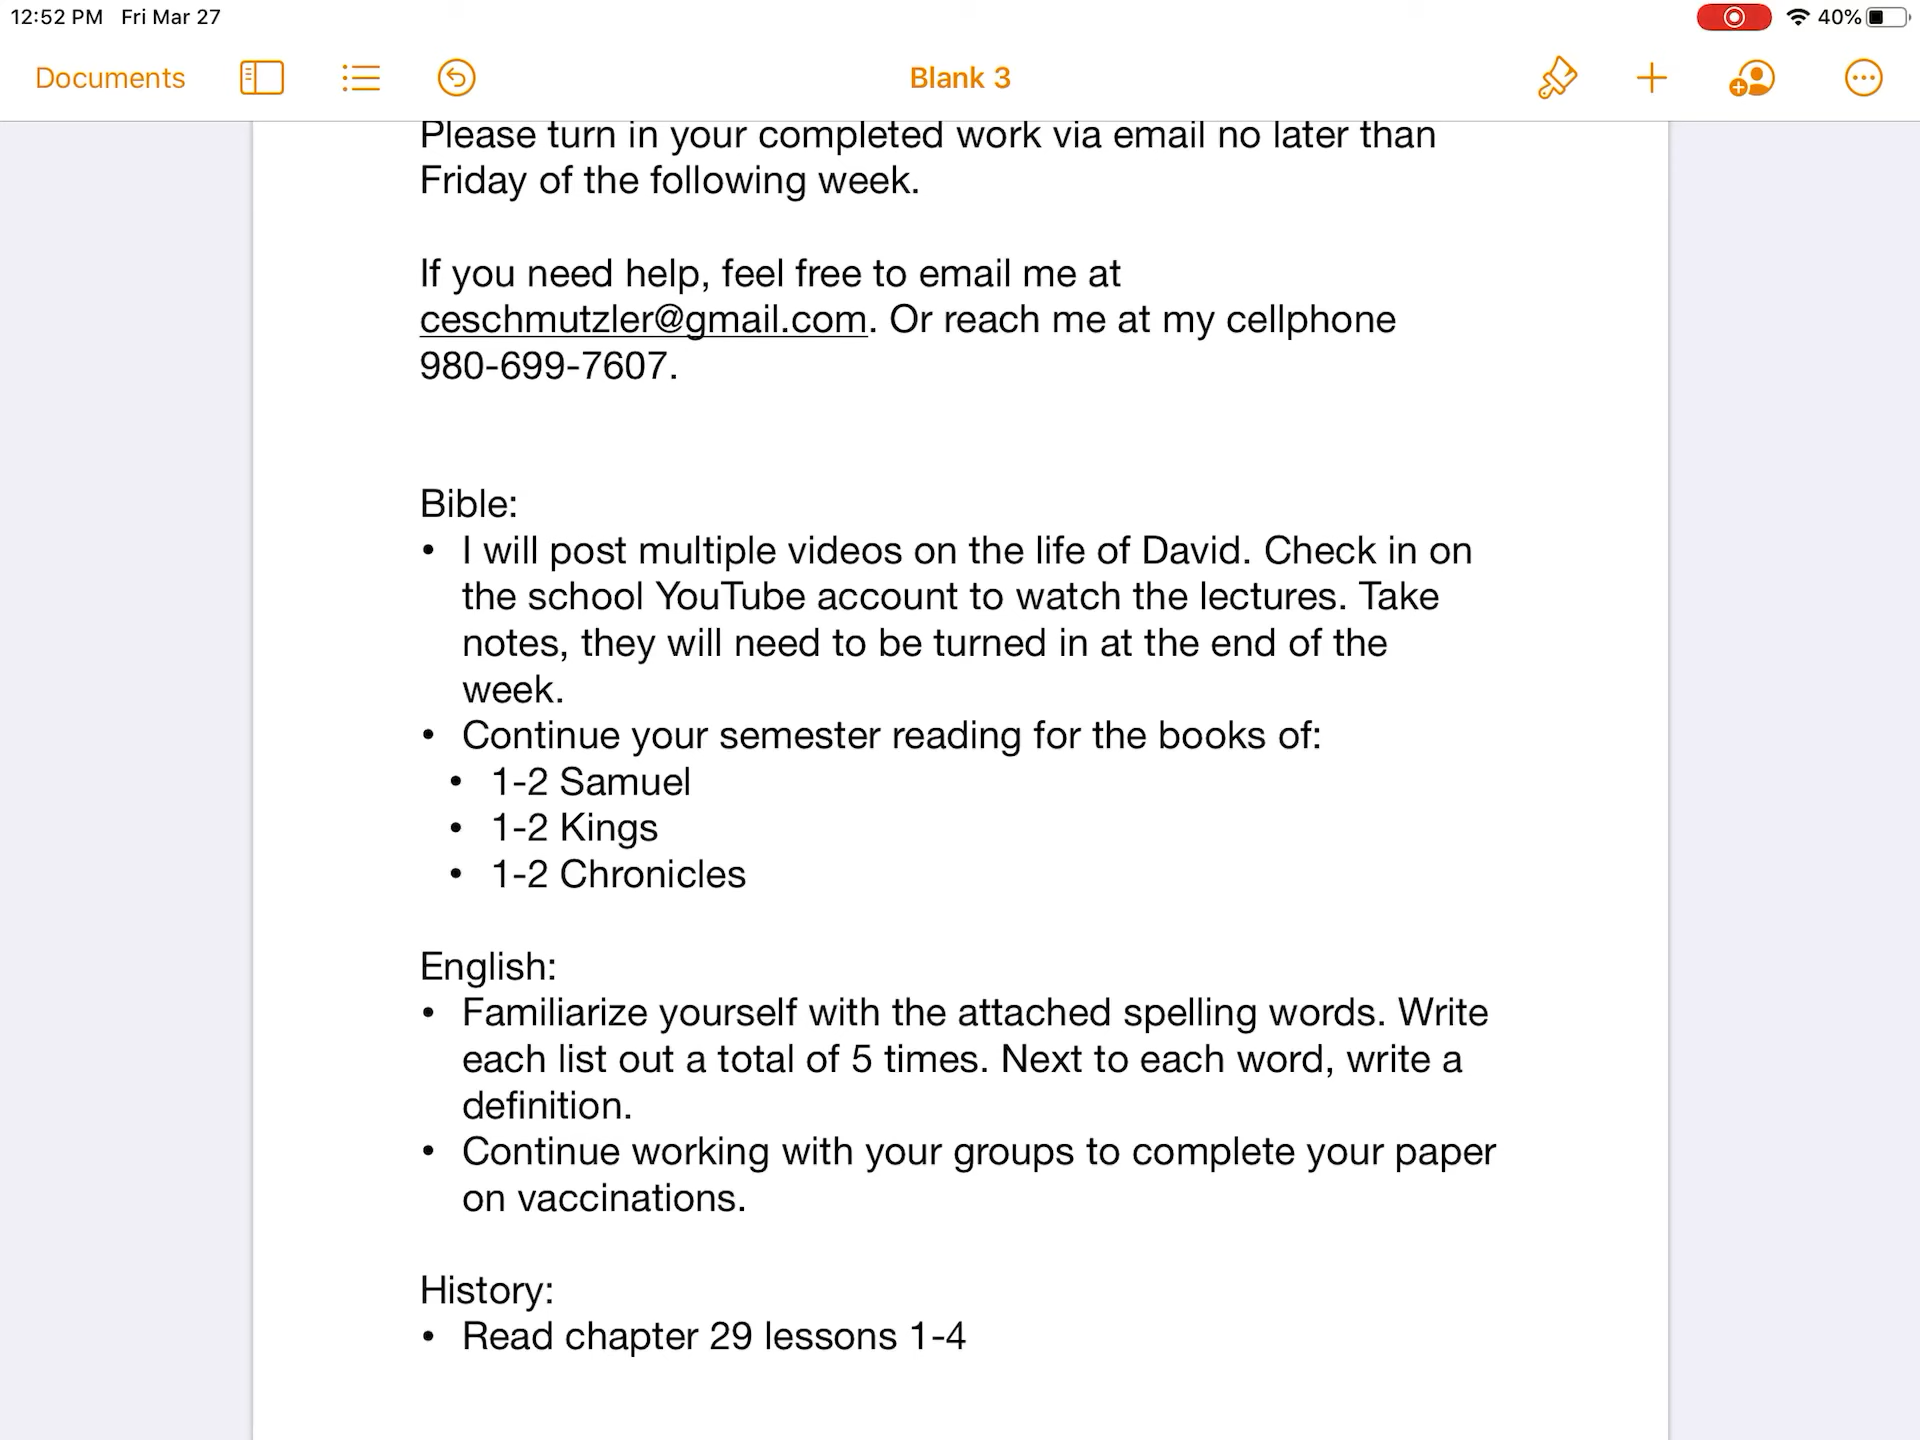 12:52 PM Fri Mar 27
40%
Documents
Blank 3
Please turn in your completed work via email no later than
Friday of the following week.
If you need help, feel free to email me at
ceschmutzler@gmail.com. Or reach me at my cellphone
980-699-7607.
Bible:
• I will post multiple videos on the life of David. Check in on
the school YouTube account to watch the lectures. Take
notes, they will need to be turned in at the end of the
week.
• Continue your semester reading for the books of:
• 1-2 Samuel
• 1-2 Kings
• 1-2 Chronicles
English:
• Familiarize yourself with the attached spelling words. Write
each list out a total of 5 times. Next to each word, write a
definition.
• Continue working with your groups to complete your paper
on vaccinations.
History:
• Read chapter 29 lessons 1-4